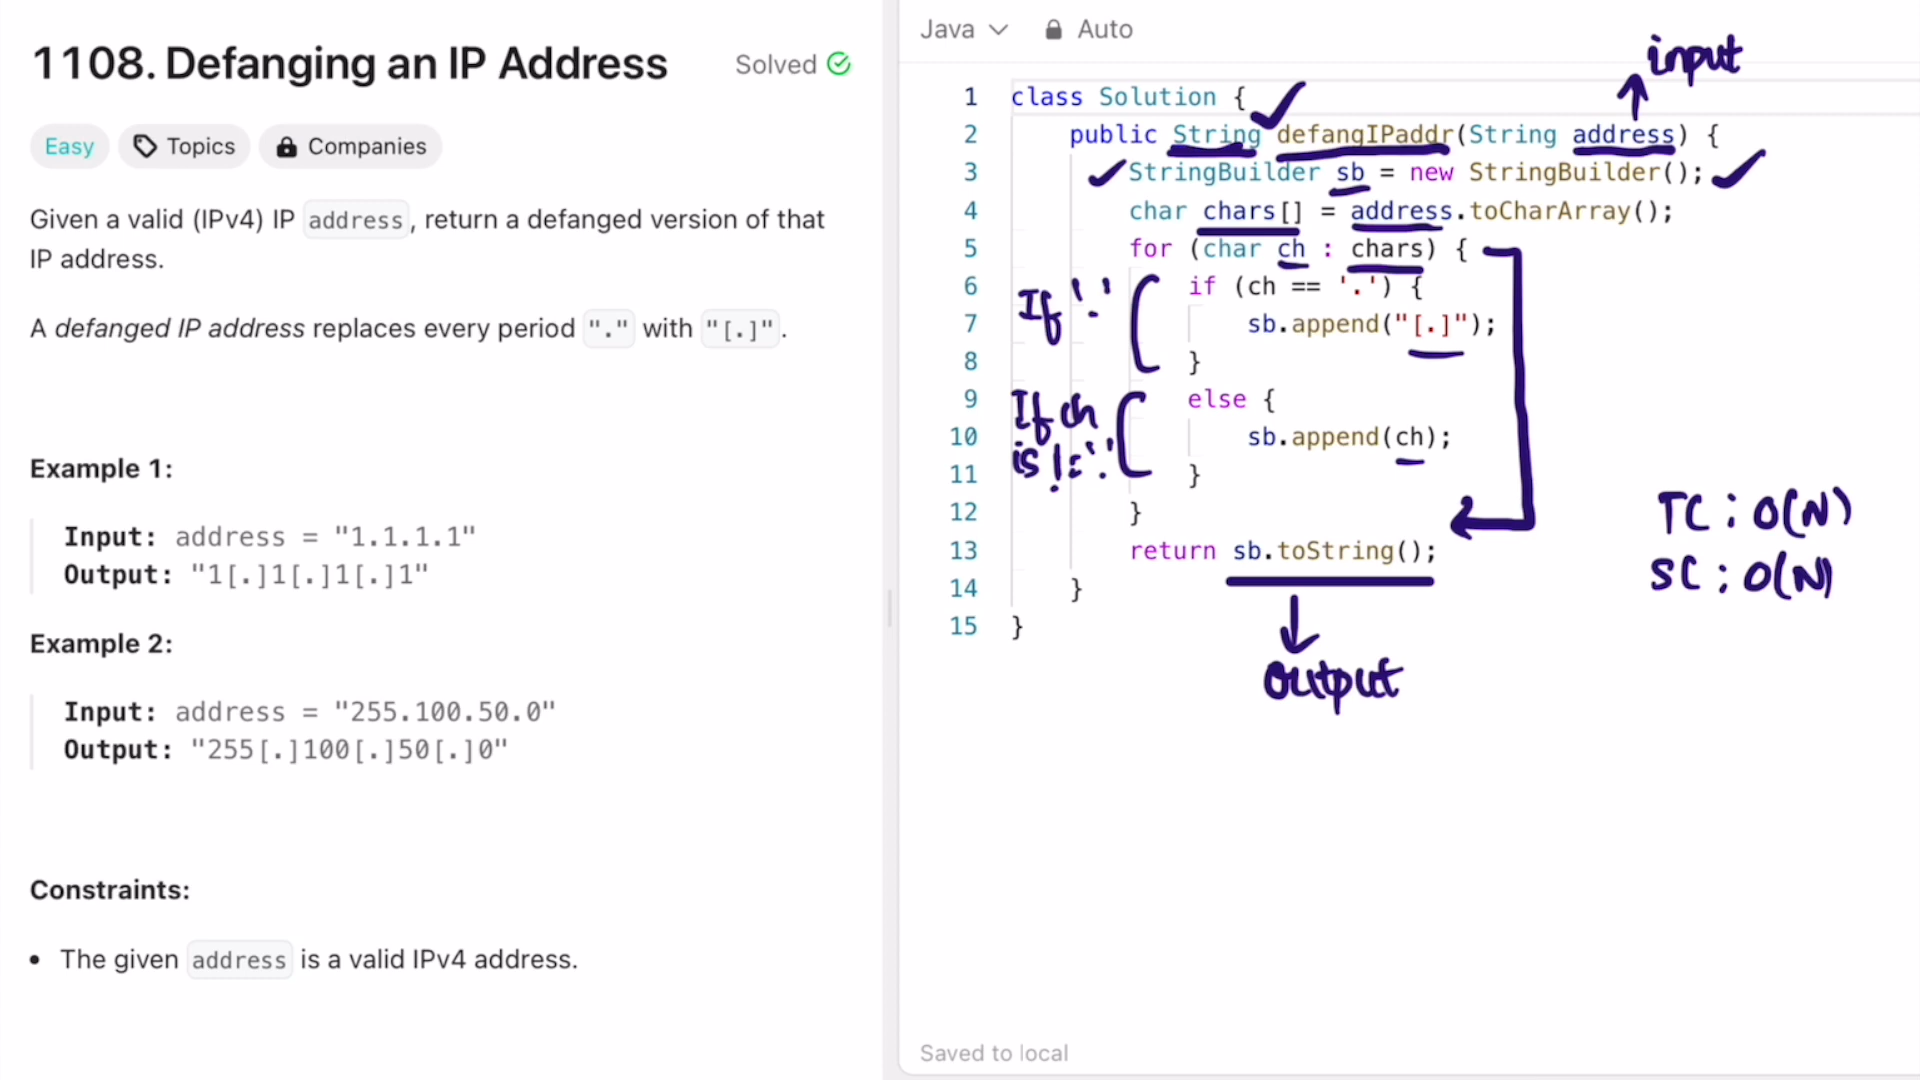 1108. Defanging an IP Address
Solved
Easy
Topics
Companies
Given a valid (IPv4) IP address, return a defanged version of that
IP address.
A defanged IP address replaces every period "." with "[.]".
Example 1:
Input: address = "1.1.1.1"
Output: "1[.]1[.]1[.]1"
Example 2:
Input: address = "255.100.50.0"
Output: "255[.]100[.]50[.]0"
Constraints:
• The given address is a valid IPv4 address.
Java
Auto
input
1 class Solution {
2 public String defangIPaddr(String address) {
3 StringBuilder sb = new StringBuilder();
4 char chars[] = address.toCharArray();
5 for (char ch : chars) {
6 if (ch == '.') {
7 sb.append("[.]");
8 }
9 else {
10 sb.append(ch);
11 }
12 }
13 return sb.toString();
14 }
15 }
If '.'
If ch
is != '.'
TC : O(N)
SC : O(N)
output
Saved to local